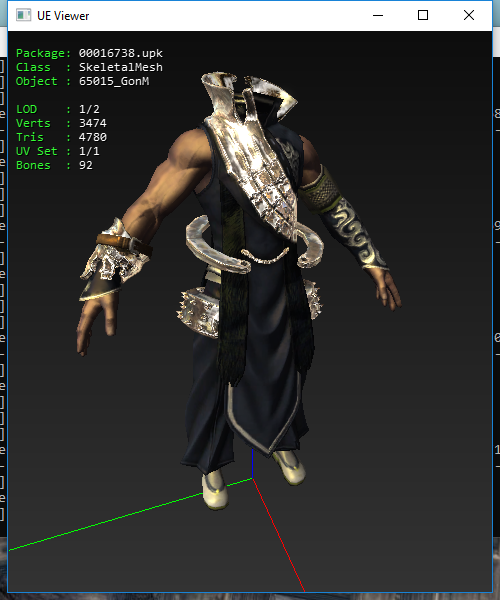 UE Viewer
Package: 00016738.upk
Class : SkeletalMesh
Object : 65015_GonM
LOD : 1/2
Verts : 3474
Tris : 4780
UV Set : 1/1
Bones : 92